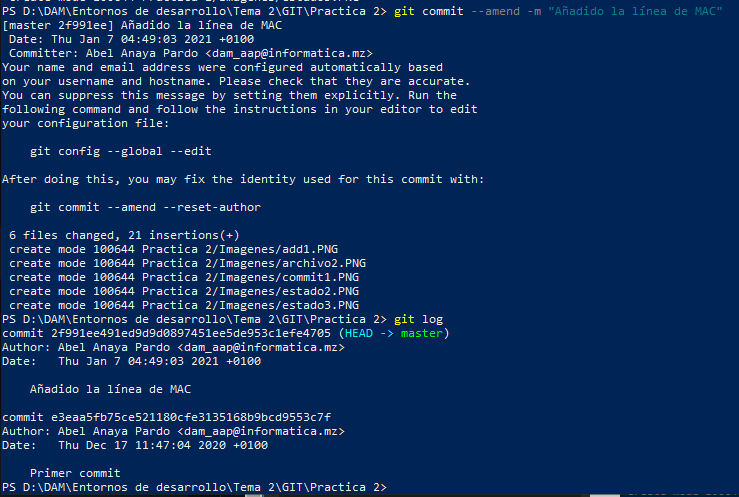 PS D:\DAM\Entornos de desarrollo\Tema 2\GIT\Practica 2> git commit --amend -m "Añadido la línea de MAC"
[master 2f991ee] Añadido la línea de MAC
 Date: Thu Jan 7 04:49:03 2021 +0100
 Committer: Abel Anaya Pardo <dam_aap@informatica.mz>
Your name and email address were configured automatically based
on your username and hostname. Please check that they are accurate.
You can suppress this message by setting them explicitly. Run the
following command and follow the instructions in your editor to edit
your configuration file:

    git config --global --edit

After doing this, you may fix the identity used for this commit with:

    git commit --amend --reset-author

 6 files changed, 21 insertions(+)
 create mode 100644 Practica 2/Imagenes/add1.PNG
 create mode 100644 Practica 2/Imagenes/archivo2.PNG
 create mode 100644 Practica 2/Imagenes/commit1.PNG
 create mode 100644 Practica 2/Imagenes/estado2.PNG
 create mode 100644 Practica 2/Imagenes/estado3.PNG
PS D:\DAM\Entornos de desarrollo\Tema 2\GIT\Practica 2> git log
commit 2f991ee491ed9d9d0897451ee5de953c1efe4705 (HEAD -> master)
Author: Abel Anaya Pardo <dam_aap@informatica.mz>
Date:   Thu Jan 7 04:49:03 2021 +0100

    Añadido la línea de MAC

commit e3eaa5fb75ce521180cfe3135168b9bcd9553c7f
Author: Abel Anaya Pardo <dam_aap@informatica.mz>
Date:   Thu Dec 17 11:47:04 2020 +0100

    Primer commit
PS D:\DAM\Entornos de desarrollo\Tema 2\GIT\Practica 2>